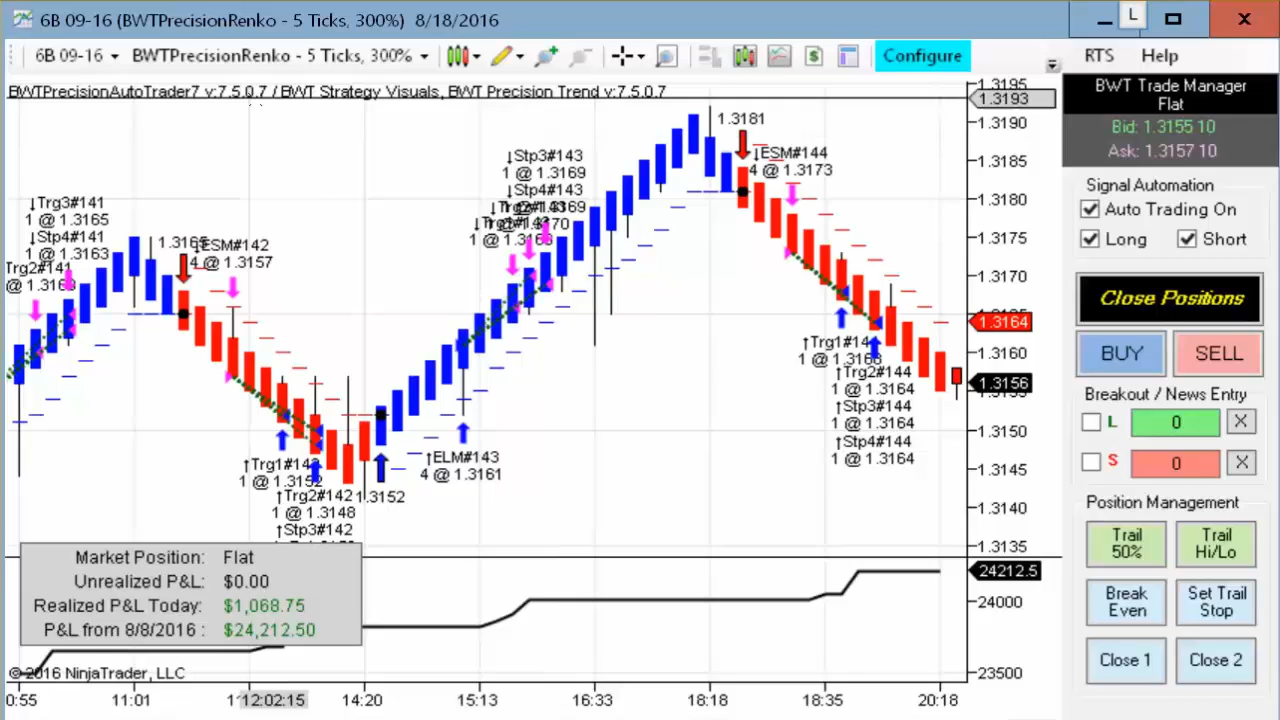 6B 09-16 (BWTPrecisionRenko - 5 Ticks, 300%) 8/18/2016
L
6B 09-16 BWTPrecisionRenko - 5 Ticks, 300% Configure
RTS Help
BWTPrecisionAutoTrader7 v:7.5.0.7 / BWT Strategy Visuals, BWT Precision Trend v:7.5.0.7
1.3195
1.3193
1.3190
1.3185
1.3180
1.3175
1.3170
1.3164
1.3160
1.3156
1.3150
1.3145
1.3140
1.3135
↓Trg3#141
1 @ 1.3165
↓Stp4#141
1 @ 1.3163
Trg2#141
↓ESM#142
4 @ 1.3157
↓Stp3#143
1 @ 1.3169
↓Stp4#143
1.3181
↓ESM#144
4 @ 1.3173
1 @ 1.3152
↑Trg2#142
1 @ 1.3148
↑Stp3#142
1.3152
↑ELM#143
4 @ 1.3161
↑Trg2#144
1 @ 1.3164
↑Stp3#144
1 @ 1.3164
↑Stp4#144
1 @ 1.3164
Market Position: Flat
Unrealized P&L: $0.00
Realized P&L Today: $1,068.75
P&L from 8/8/2016 : $24,212.50
24212.5
24000
23500
© 2016 NinjaTrader, LLC
0:55 11:01 12:02:15 14:20 15:13 16:33 18:18 18:35 20:18
BWT Trade Manager
Flat
Bid: 1.3155 10
Ask: 1.3157 10
Signal Automation
Auto Trading On
Long Short
Close Positions
BUY SELL
Breakout / News Entry
L 0 X
S 0 X
Position Management
Trail 50%
Trail Hi/Lo
Break Even
Set Trail Stop
Close 1 Close 2